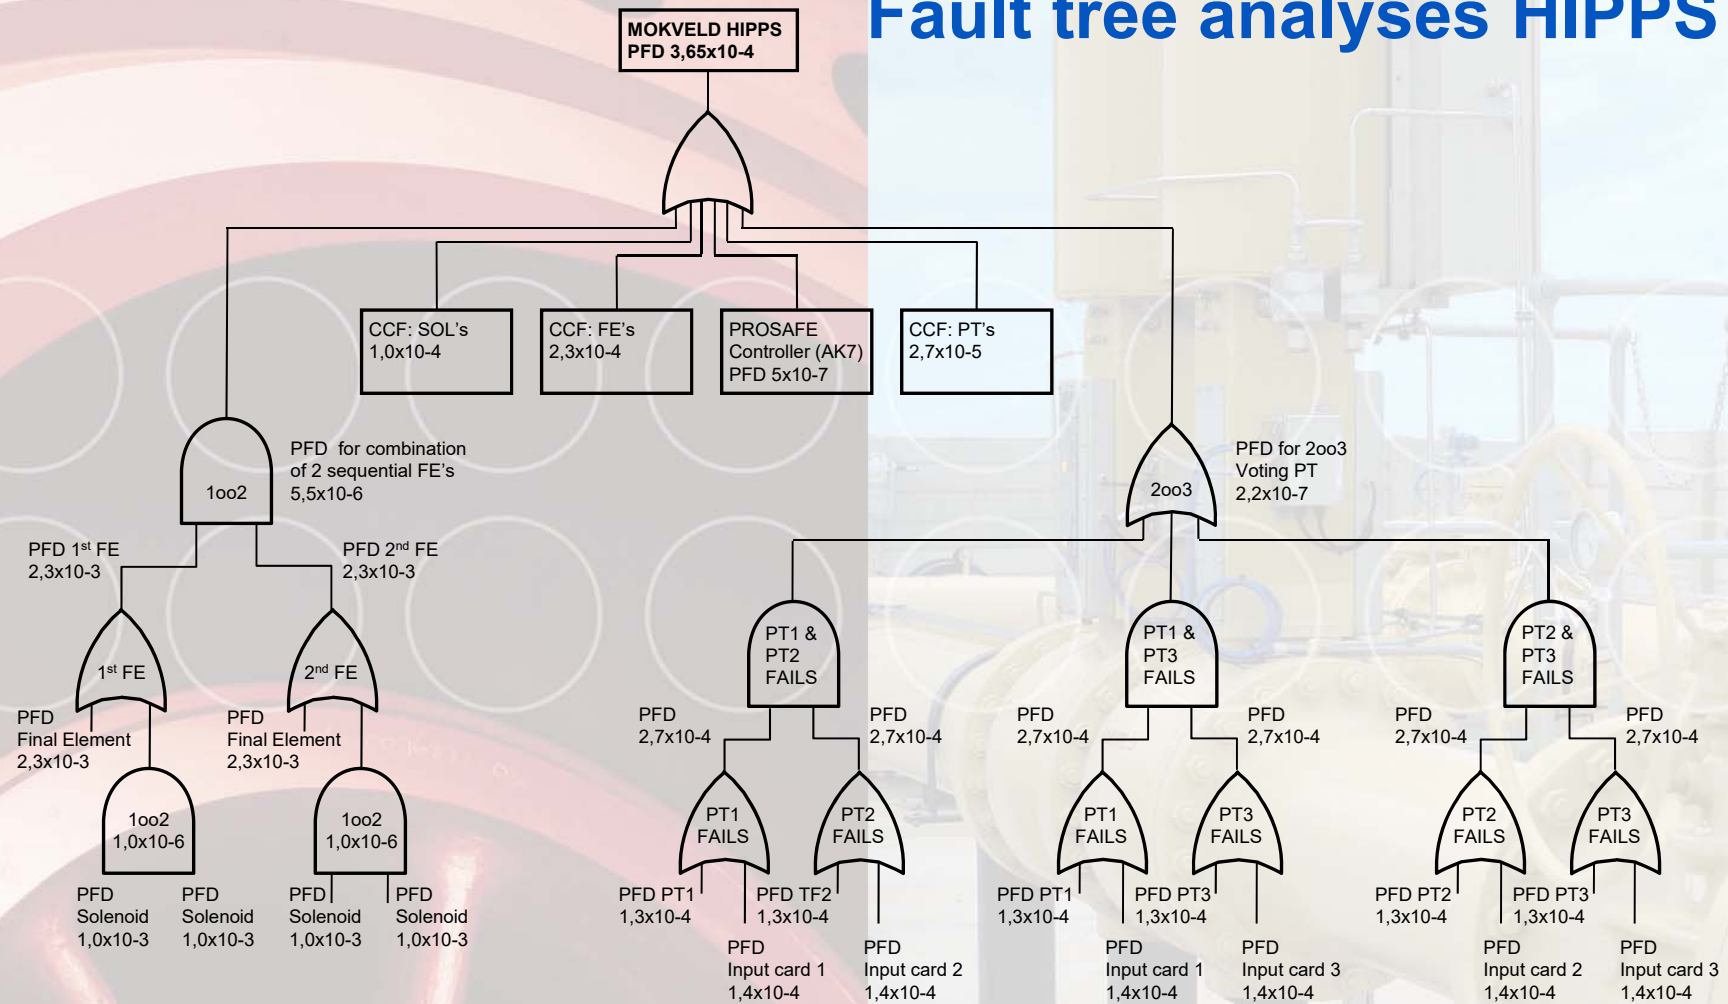 Fault tree analyses HIPPS
MOKVELD HIPPS
PFD 3,65x10-4
CCF: SOL's
1,0x10-4
CCF: FE's
2,3x10-4
PROSAFE
Controller (AK7)
PFD 5x10-7
CCF: PT's
2,7x10-5
1oo2
PFD  for combination
of 2 sequential FE's
5,5x10-6
2oo3
PFD for 2oo3
Voting PT
2,2x10-7
PFD 1st FE
2,3x10-3
PFD 2nd FE
2,3x10-3
1st FE
2nd FE
PFD
Final Element
2,3x10-3
PFD
Final Element
2,3x10-3
1oo2
1,0x10-6
1oo2
1,0x10-6
PFD
Solenoid
1,0x10-3
PFD
Solenoid
1,0x10-3
PFD
Solenoid
1,0x10-3
PFD
Solenoid
1,0x10-3
PT1 &
PT2
FAILS
PT1 &
PT3
FAILS
PT2 &
PT3
FAILS
PFD
2,7x10-4
PFD
2,7x10-4
PFD
2,7x10-4
PFD
2,7x10-4
PFD
2,7x10-4
PFD
2,7x10-4
PT1
FAILS
PT2
FAILS
PT1
FAILS
PT3
FAILS
PT2
FAILS
PT3
FAILS
PFD PT1
1,3x10-4
PFD TF2
1,3x10-4
PFD PT1
1,3x10-4
PFD PT3
1,3x10-4
PFD PT2
1,3x10-4
PFD PT3
1,3x10-4
PFD
Input card 1
1,4x10-4
PFD
Input card 2
1,4x10-4
PFD
Input card 1
1,4x10-4
PFD
Input card 3
1,4x10-4
PFD
Input card 2
1,4x10-4
PFD
Input card 3
1,4x10-4